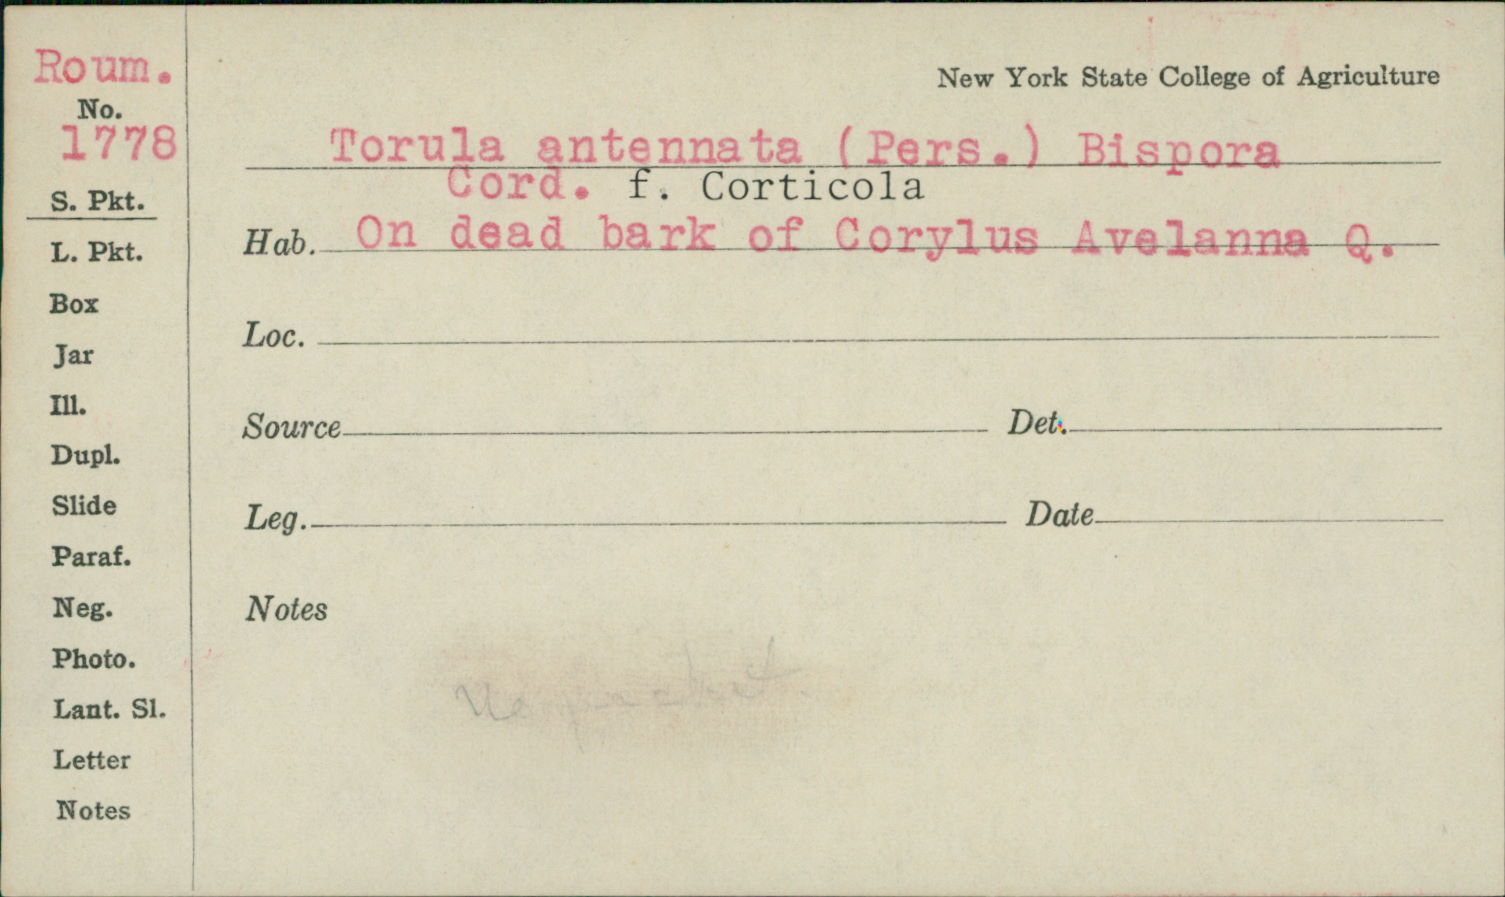 Roum.
No.
1778
S. Pkt.
L. Pkt.
Box
Jar
Ill.
Dupl.
Slide
Paraf.
Neg.
Photo.
Lant. Sl.
Letter
Notes
New York State College of Agriculture
Torula antennata (Pers.) Bispora
Cord. f. Corticola
Hab. On dead bark of Corylus Avelanna Q.
Loc.
Source Det.
Leg. Date
Notes